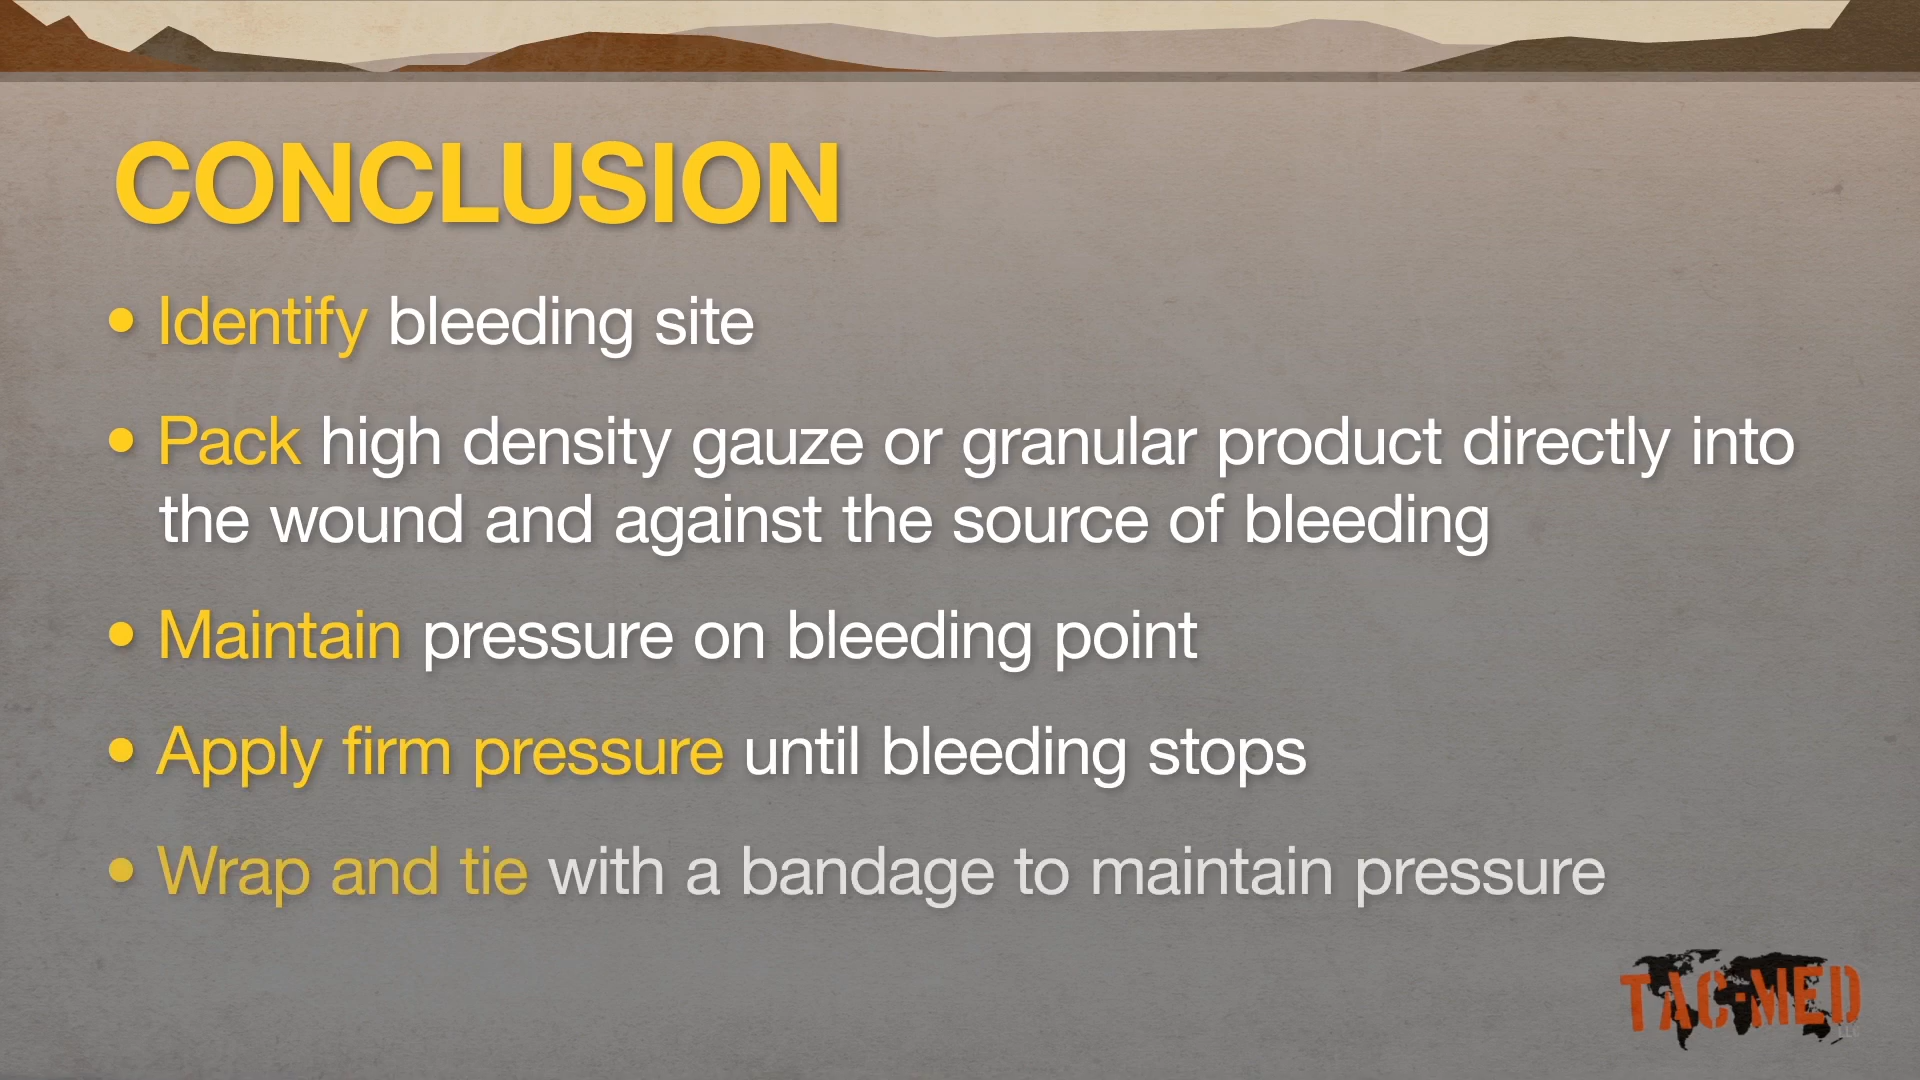 CONCLUSION
• Identify bleeding site
• Pack high density gauze or granular product directly into
the wound and against the source of bleeding
• Maintain pressure on bleeding point
• Apply firm pressure until bleeding stops
• Wrap and tie with a bandage to maintain pressure
TAC-MED
LLC